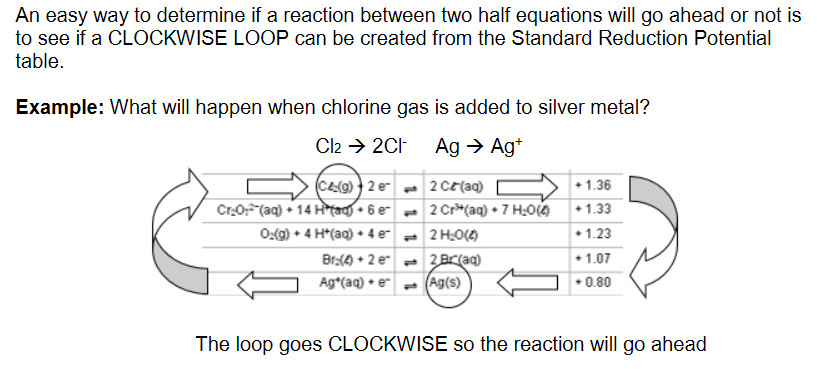 An easy way to determine if a reaction between two half equations will go ahead or not is
to see if a CLOCKWISE LOOP can be created from the Standard Reduction Potential
table.
Example: What will happen when chlorine gas is added to silver metal?
Cl₂ → 2Cl⁻ Ag → Ag⁺
Cℓ₂(g) + 2 e⁻ ⇌ 2 Cℓ⁻(aq) + 1.36
Cr₂O₇²⁻(aq) + 14 H⁺(aq) + 6 e⁻ ⇌ 2 Cr³⁺(aq) + 7 H₂O(ℓ) + 1.33
O₂(g) + 4 H⁺(aq) + 4 e⁻ ⇌ 2 H₂O(ℓ) + 1.23
Br₂(ℓ) + 2 e⁻ ⇌ 2 Br⁻(aq) + 1.07
Ag⁺(aq) + e⁻ ⇌ Ag(s) + 0.80
The loop goes CLOCKWISE so the reaction will go ahead